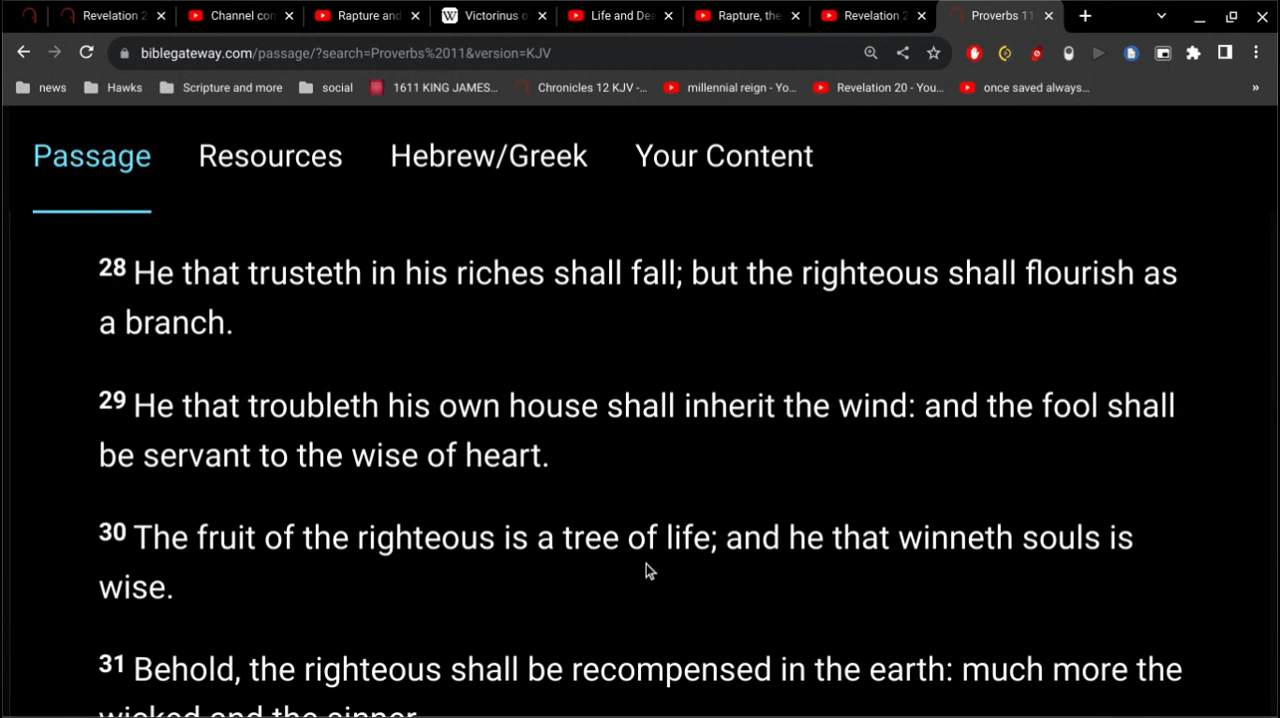 Revelation 2
Channel con
Rapture and
Victorinus o
Life and Dea
Rapture, the
Revelation 2
Proverbs 11
biblegateway.com/passage/?search=Proverbs%2011&version=KJV
news
Hawks
Scripture and more
social
1611 KING JAMES...
Chronicles 12 KJV -...
millennial reign - Yo...
Revelation 20 - You...
once saved always...
»
Passage
Resources
Hebrew/Greek
Your Content
28 He that trusteth in his riches shall fall; but the righteous shall flourish as
a branch.
29 He that troubleth his own house shall inherit the wind: and the fool shall
be servant to the wise of heart.
30 The fruit of the righteous is a tree of life; and he that winneth souls is
wise.
31 Behold, the righteous shall be recompensed in the earth: much more the
wicked and the sinner.